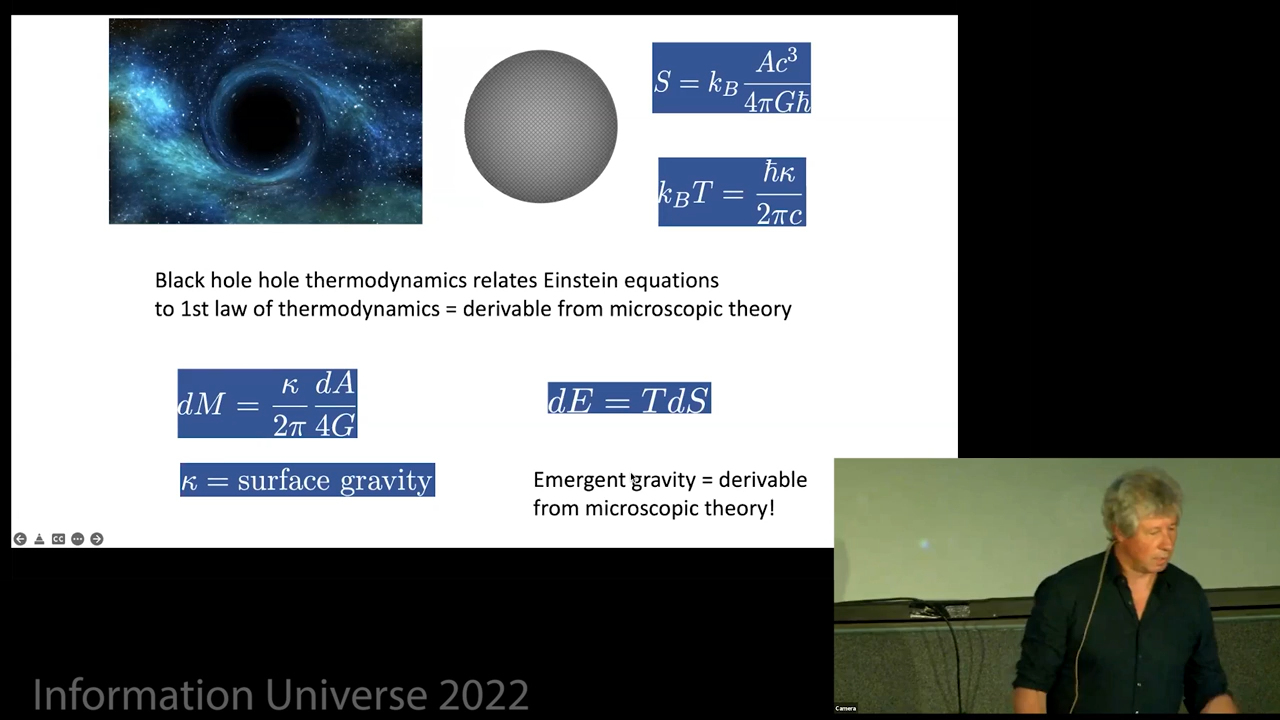 S = k_B Ac³/4πGħ
k_BT = ħκ/2πc
Black hole hole thermodynamics relates Einstein equations
to 1st law of thermodynamics = derivable from microscopic theory
dM = κ/2π dA/4G
dE = TdS
κ = surface gravity
Emergent gravity = derivable
from microscopic theory!
CC
Camera
Information Universe 2022